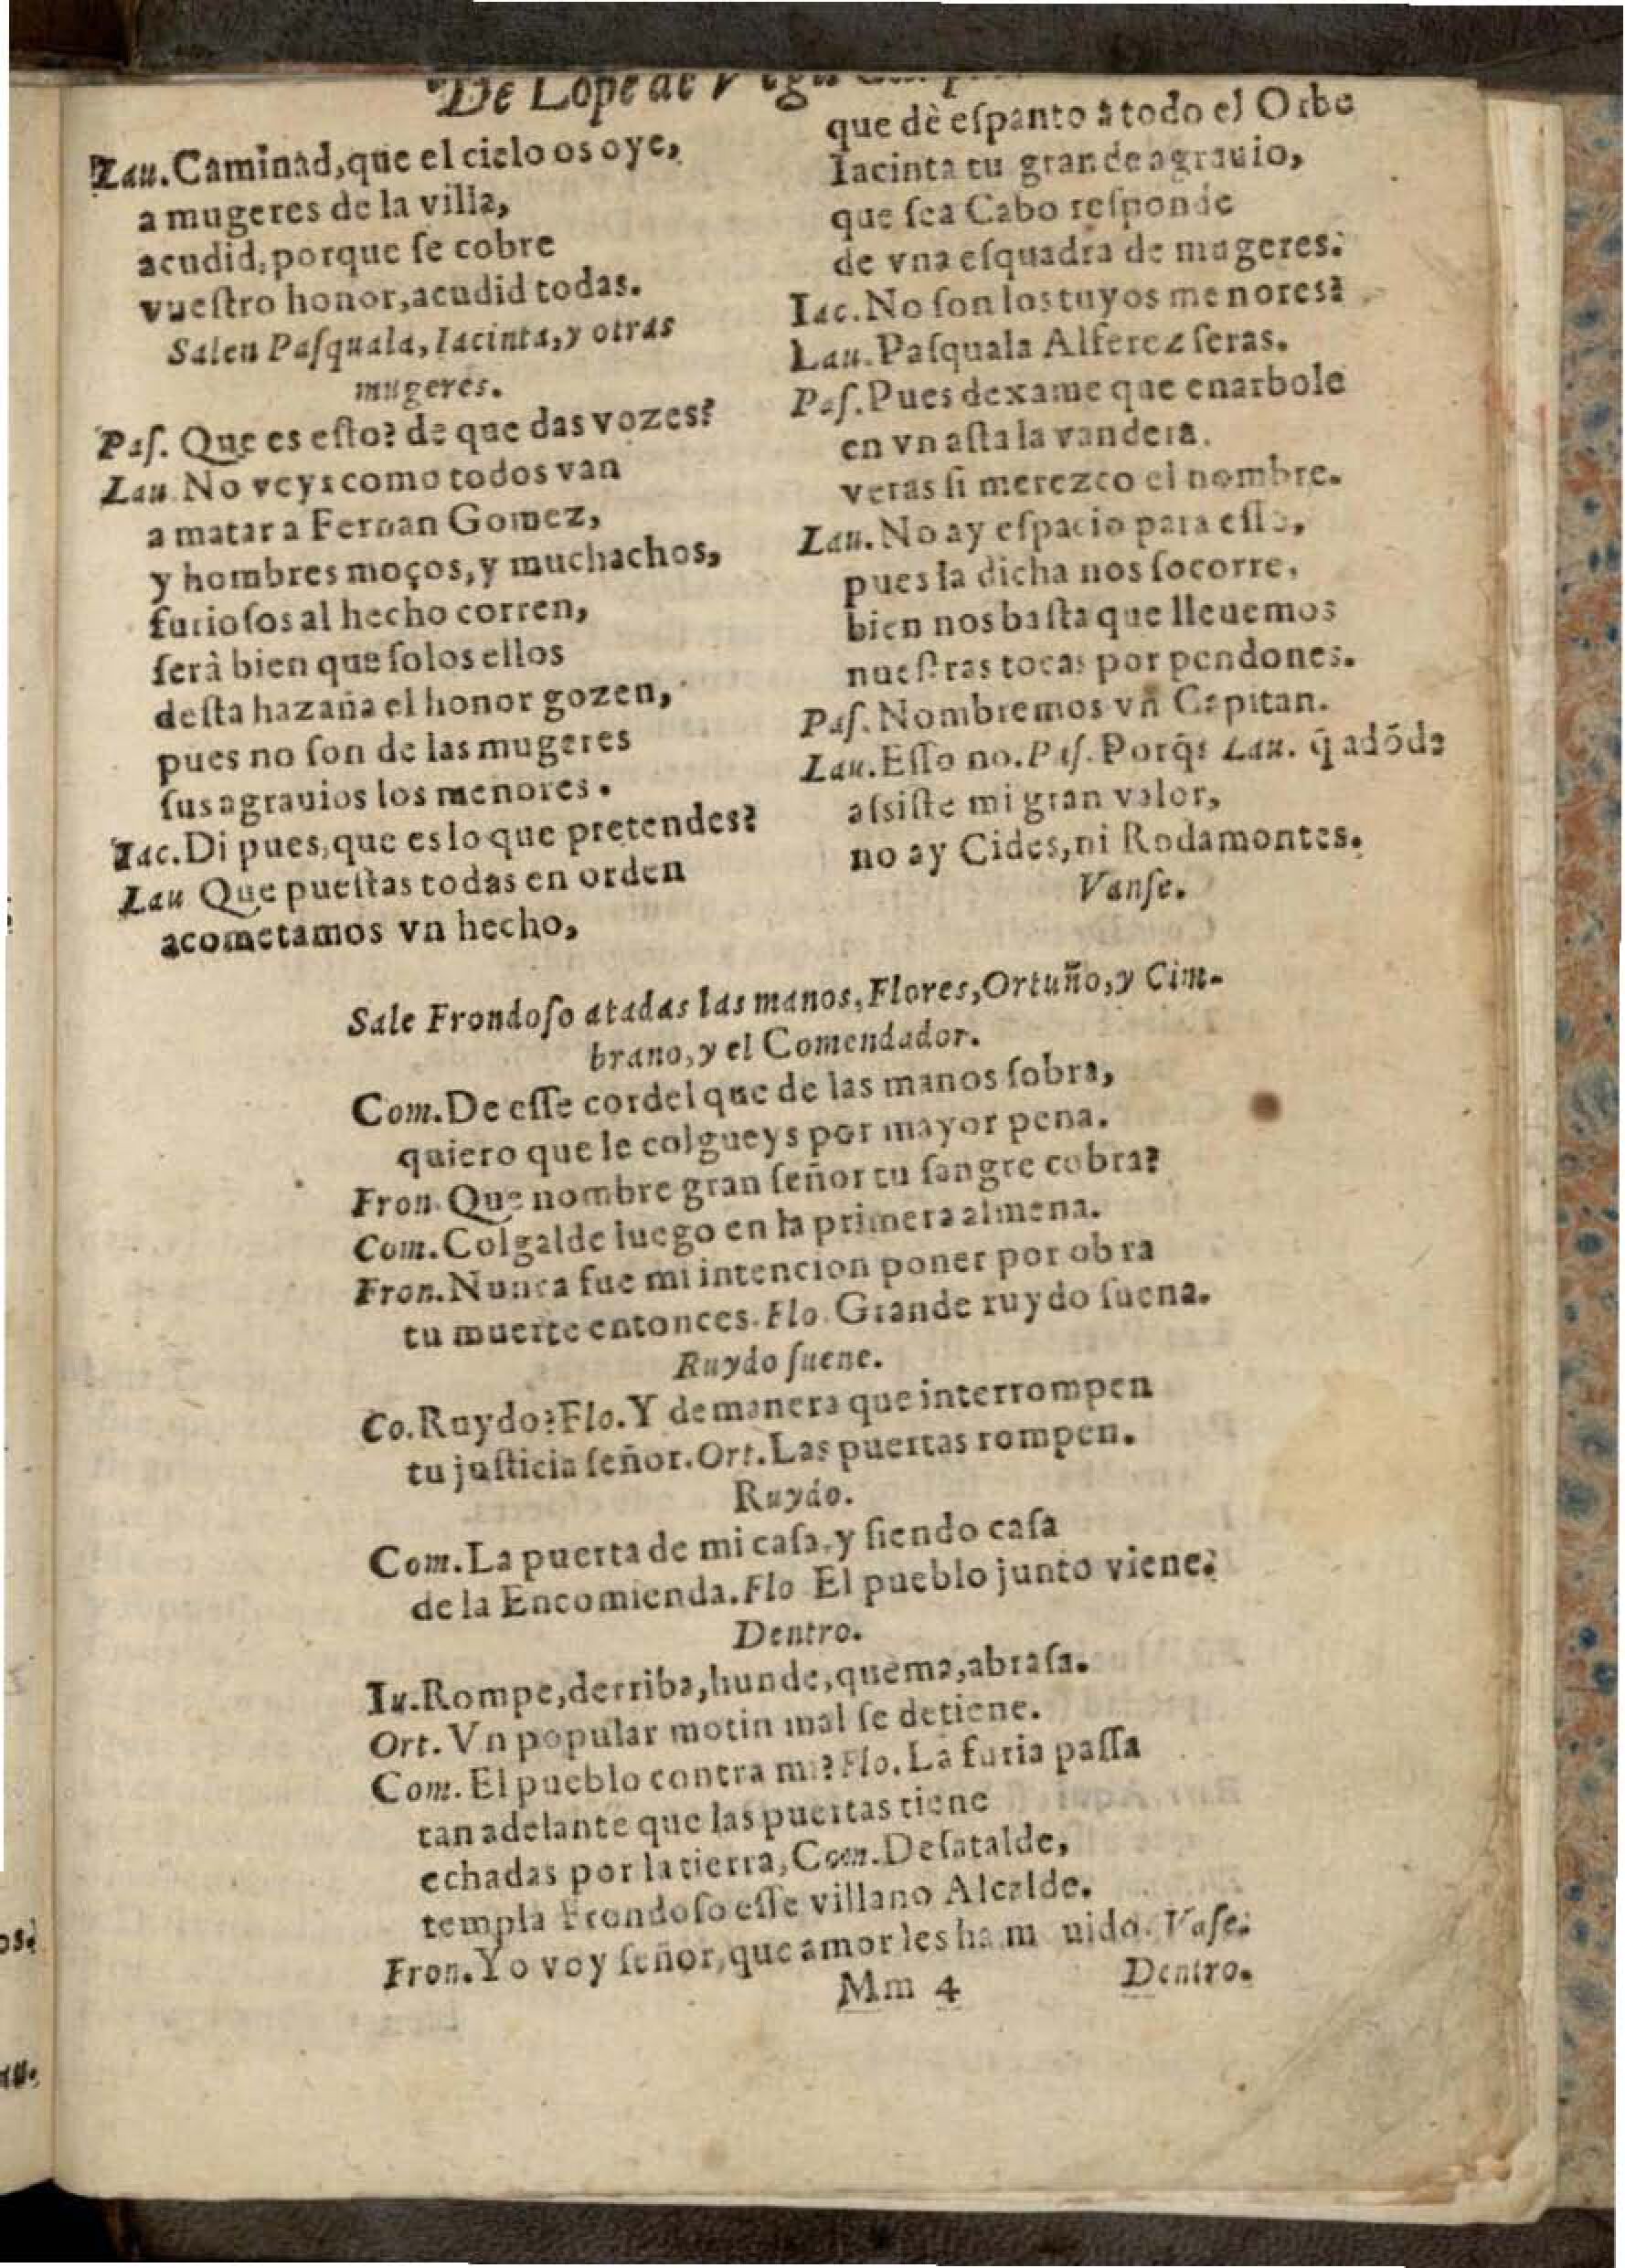 De Lope de Vega
Lau. Caminad, que el cielo os oye,
a mugeres de la villa,
acudid, porque ſe cobre
vueſtro honor, acudid todas.
Salen Paſquala, Iacinta, y otras
mugeres.
Paſ. Que es eſto? de que das vozes?
Lau. No veys como todos van
a matar a Fernan Gomez,
y hombres moços, y muchachos,
furioſos al hecho corren,
ſerà bien que ſolos ellos
deſta hazaña el honor gozen,
pues no ſon de las mugeres
ſus agrauios los menores.
Iac. Di pues, que es lo que pretendes?
Lau Que pueſtas todas en orden
acometamos vn hecho,
que dè eſpanto à todo el Orbe
Iacinta tu grande agrauio,
que ſea Cabo reſponde
de vna eſquadra de mugeres.
Iac. No ſon los tuyos menores?
Lau. Paſquala Alferez ſeras.
Paſ. Pues dexame que enarbole
en vn aſta la vandera.
veras ſi merezco el nombre.
Lau. No ay eſpacio para eſſo,
pues la dicha nos ſocorre,
bien nos baſta que lleuemos
nueſtras tocas por pendones.
Paſ. Nombremos vn Capitan.
Lau. Eſſo no. Paſ. Porq̃? Lau. q̃ adõde
aſsiſte mi gran valor,
no ay Cides, ni Rodamontes.
Vanſe.
Sale Frondoſo atadas las manos, Flores, Ortuño, y Cim-
brano, y el Comendador.
Com. De eſſe cordel que de las manos ſobra,
quiero que le colgueys por mayor pena.
Fron. Que nombre gran ſeñor tu ſangre cobra?
Com. Colgalde luego en la primera almena.
Fron. Nunca fue mi intencion poner por obra
tu muerte entonces. Flo. Grande ruydo ſuena.
Ruydo ſuene.
Co. Ruydo? Flo. Y de manera que interrompen
tu juſticia ſeñor. Ort. Las puertas rompen.
Ruydo.
Com. La puerta de mi caſa, y ſiendo caſa
de la Encomienda. Flo El pueblo junto viene.
Dentro.
Iu. Rompe, derriba, hunde, quema, abraſa.
Ort. Vn popular motin mal ſe detiene.
Com. El pueblo contra mi? Flo. La furia paſſa
tan adelante que las puertas tiene
echadas por la tierra, Com. Deſatalde,
templa Frondoſo eſſe villano Alcalde.
Fron. Yo voy ſeñor, que amor les ha m uido. Vaſe.
Mm 4 Dentro.